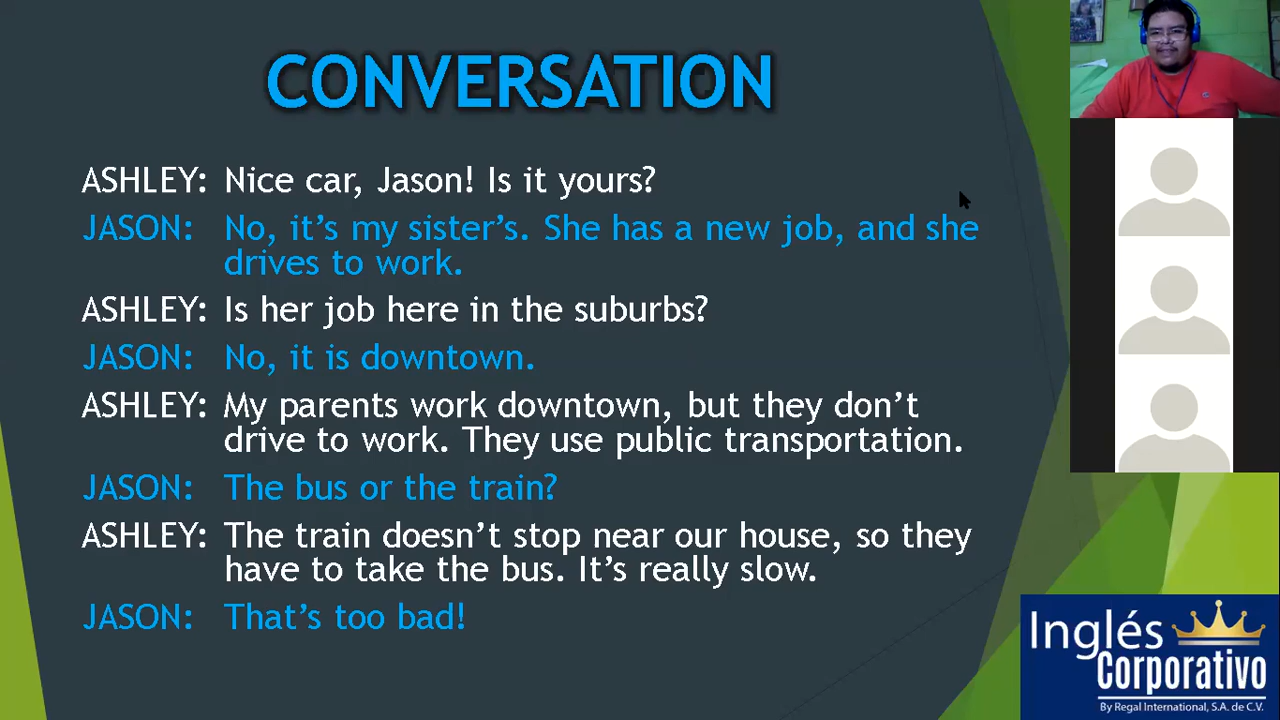 CONVERSATION
ASHLEY: Nice car, Jason! Is it yours?
JASON: No, it’s my sister’s. She has a new job, and she
drives to work.
ASHLEY: Is her job here in the suburbs?
JASON: No, it is downtown.
ASHLEY: My parents work downtown, but they don’t
drive to work. They use public transportation.
JASON: The bus or the train?
ASHLEY: The train doesn’t stop near our house, so they
have to take the bus. It’s really slow.
JASON: That’s too bad!
Inglés
Corporativo
By Regal International, S.A. de C.V.